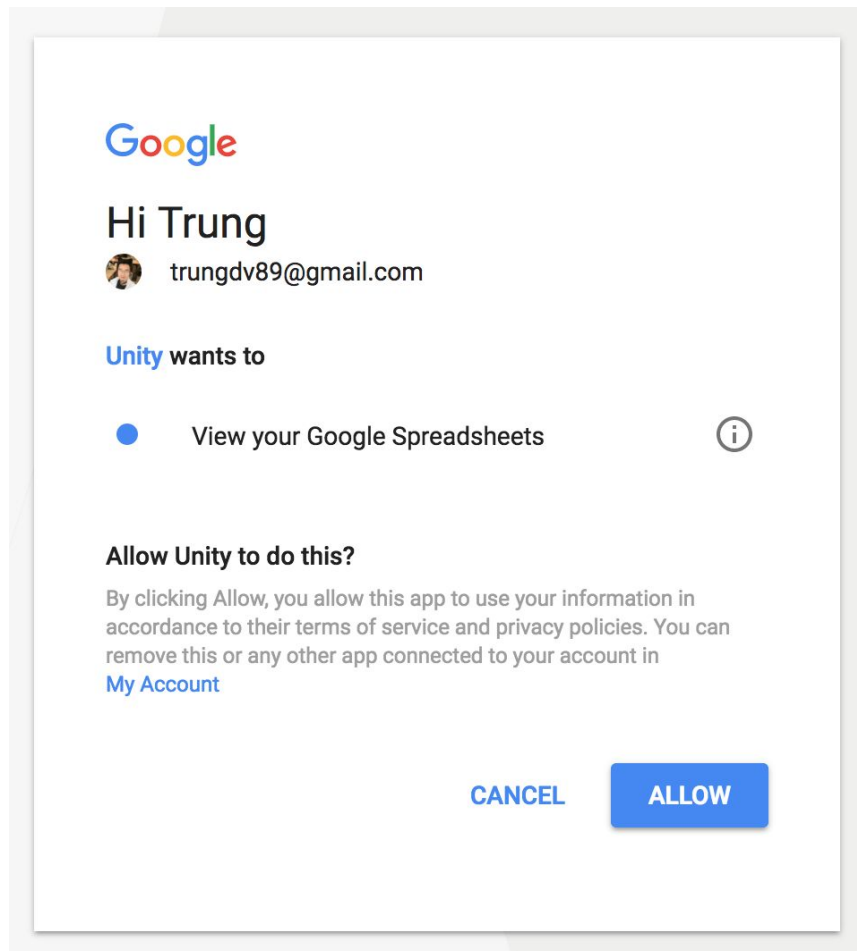 Google
Hi Trung
trungdv89@gmail.com
Unity wants to
View your Google Spreadsheets
Allow Unity to do this?
By clicking Allow, you allow this app to use your information in
accordance to their terms of service and privacy policies. You can
remove this or any other app connected to your account in
My Account
CANCEL ALLOW